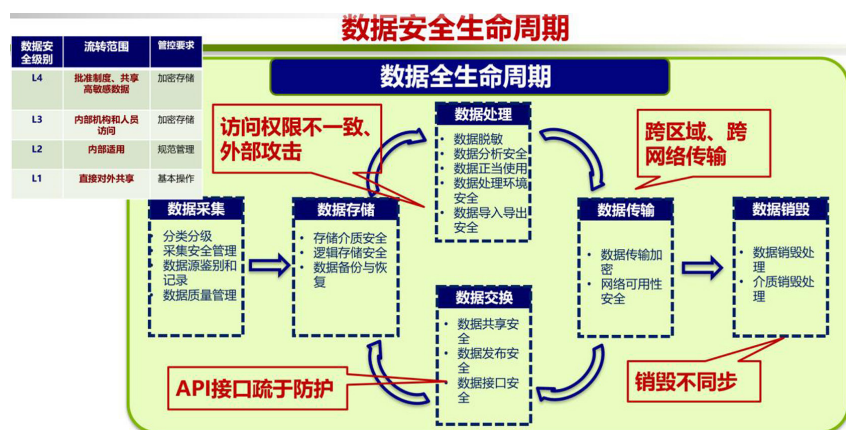 数据安全生命周期
数据安
全级别
流转范围
管控要求
L4
批准制度、共享
高敏感数据
加密存储
L3
内部机构和人员
访问
加密存储
L2
内部适用
规范管理
L1
直接对外共享
基本操作
数据全生命周期
访问权限不一致、
外部攻击
数据处理
• 数据脱敏
• 数据分析安全
• 数据正当使用
• 数据处理环境
安全
• 数据导入导出
安全
跨区域、跨
网络传输
数据采集
• 分类分级
• 采集安全管理
• 数据源鉴别和
记录
• 数据质量管理
数据存储
• 存储介质安全
• 逻辑存储安全
• 数据备份与恢
复
数据传输
• 数据传输加
密
• 网络可用性
安全
数据销毁
• 数据销毁处
理
• 介质销毁处
理
数据交换
• 数据共享安
全
• 数据发布安
全
• 数据接口安
全
API接口疏于防护
销毁不同步